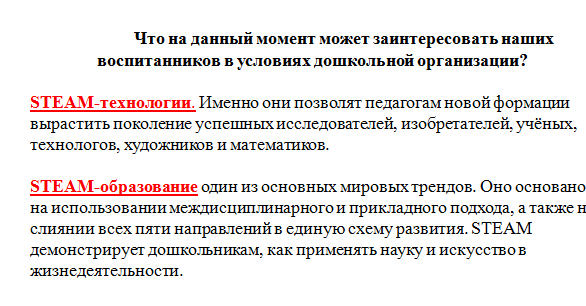 Что на данный момент может заинтересовать наших
воспитанников в условиях дошкольной организации?
STEAM-технологии. Именно они позволят педагогам новой формации
вырастить поколение успешных исследователей, изобретателей, учёных,
технологов, художников и математиков.
STEAM-образование один из основных мировых трендов. Оно основано
на использовании междисциплинарного и прикладного подхода, а также н
слиянии всех пяти направлений в единую схему развития. STEAM
демонстрирует дошкольникам, как применять науку и искусство в
жизнедеятельности.